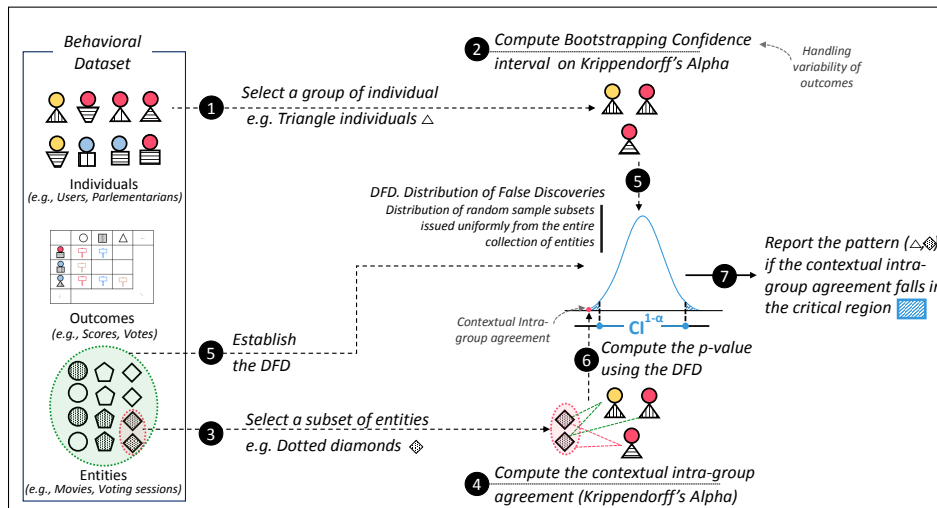 Behavioral
Dataset
Individuals
(e.g., Users, Parlementarians)
Outcomes
(e.g., Scores, Votes)
Entities
(e.g., Movies, Voting sessions)
1
Select a group of individual
e.g. Triangle individuals
2
Compute Bootstrapping Confidence
interval on Krippendorff's Alpha
Handling
variability of
outcomes
5
DFD. Distribution of False Discoveries
Distribution of random sample subsets
issued uniformly from the entire
collection of entities
7
Report the pattern (△,◈)
if the contextual intra-
group agreement falls in
the critical region
Contextual Intra-
group agreement
CI1-α
5
Establish
the DFD
6
Compute the p-value
using the DFD
3
Select a subset of entities
e.g. Dotted diamonds
4
Compute the contextual intra-group
agreement (Krippendorff's Alpha)